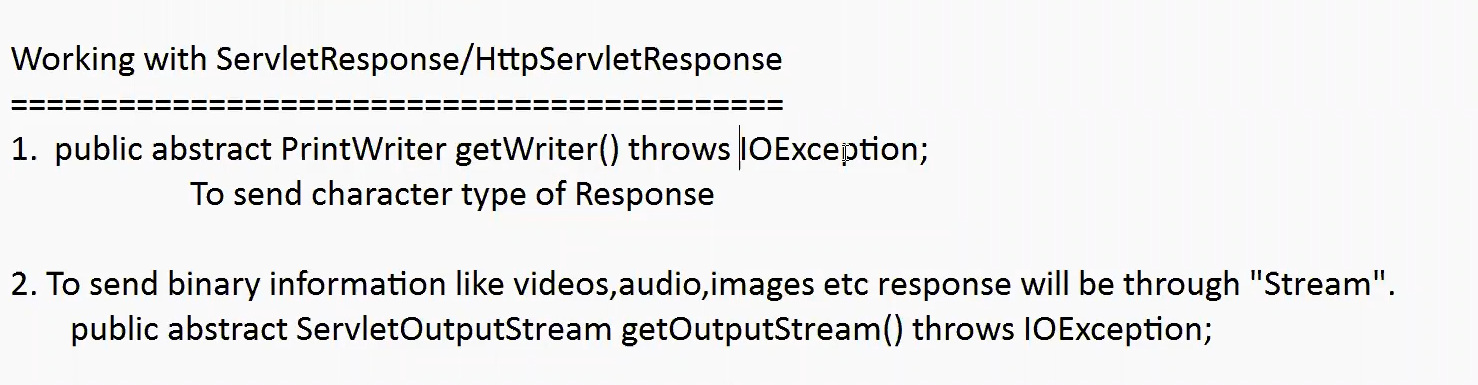 Working with ServletResponse/HttpServletResponse
===========================================
1.  public abstract PrintWriter getWriter() throws IOException;
To send character type of Response
2. To send binary information like videos,audio,images etc response will be through "Stream".
public abstract ServletOutputStream getOutputStream() throws IOException;